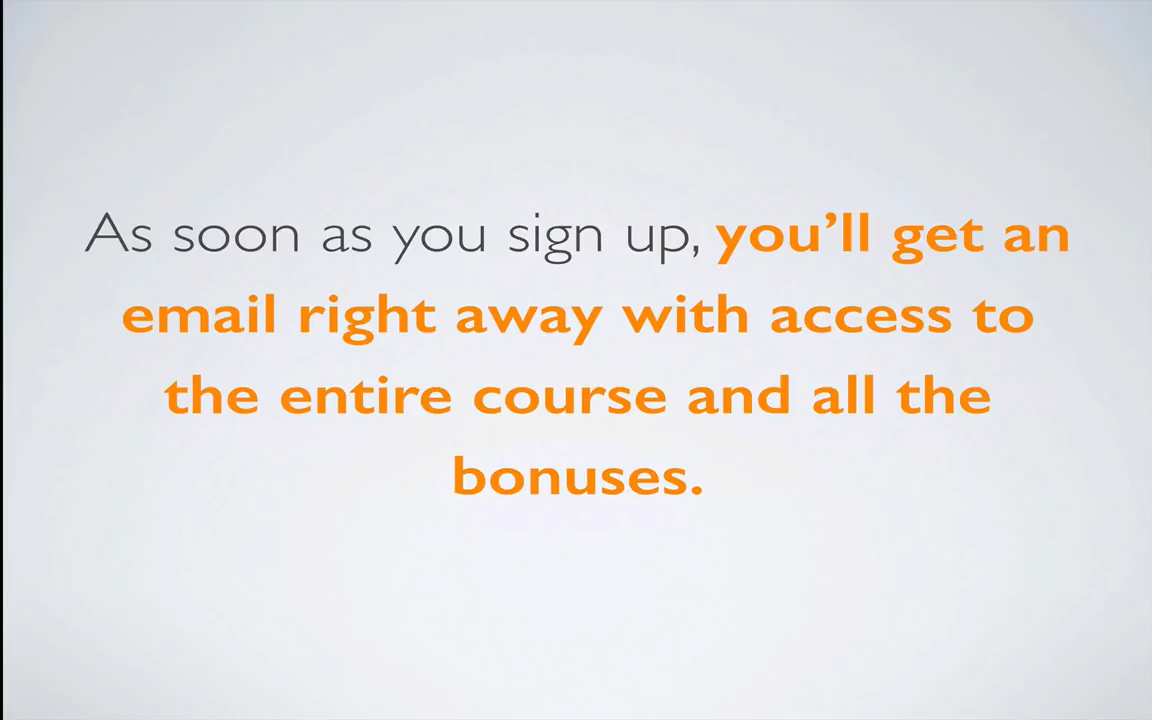 As soon as you sign up, you’ll get an
email right away with access to
the entire course and all the
bonuses.